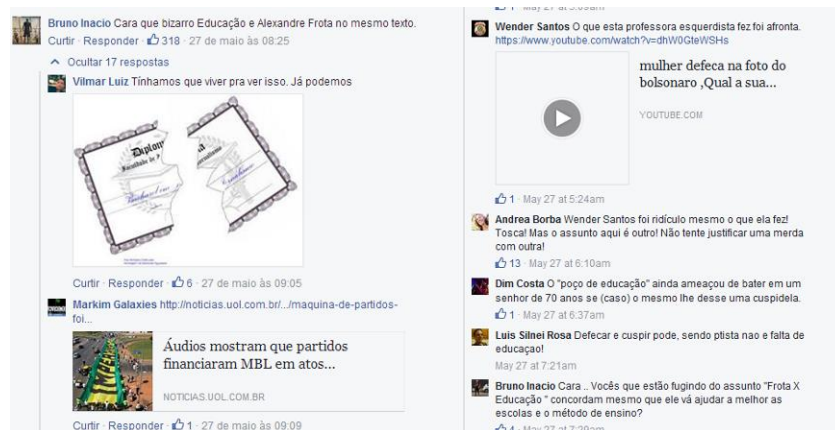 Bruno Inacio Cara que bizarro Educação e Alexandre Frota no mesmo texto.
Curtir · Responder · 318 · 27 de maio às 08:25
Ocultar 17 respostas
Vilmar Luiz Tínhamos que viver pra ver isso. Já podemos
Diplom
a
Faculdade de
Curtir · Responder · 6 · 27 de maio às 09:05
Markim Galaxies http://noticias.uol.com.br/.../maquina-de-partidos-
foi...
IMPEA
Áudios mostram que partidos
financiaram MBL em atos...
NOTICIAS.UOL.COM.BR
Curtir · Responder · 1 · 27 de maio às 09:09
Wender Santos O que esta professora esquerdista fez foi afronta.
https://www.youtube.com/watch?v=dhW0GteWSHs
mulher defeca na foto do
bolsonaro ,Qual a sua...
YOUTUBE.COM
1 · May 27 at 5:24am
Andrea Borba Wender Santos foi ridículo mesmo o que ela fez!
Tosca! Mas o assunto aqui é outro! Não tente justificar uma merda
com outra!
13 · May 27 at 6:10am
Dim Costa O "poço de educação" ainda ameaçou de bater em um
senhor de 70 anos se (caso) o mesmo lhe desse uma cuspidela.
1 · May 27 at 6:37am
Luis Silnei Rosa Defecar e cuspir pode, sendo ptista nao e falta de
educaçao!
May 27 at 7:21am
Bruno Inacio Cara .. Vocês que estão fugindo do assunto "Frota X
Educação " concordam mesmo que ele vá ajudar a melhor as
escolas e o método de ensino?
4 · May 27 at 7:29am